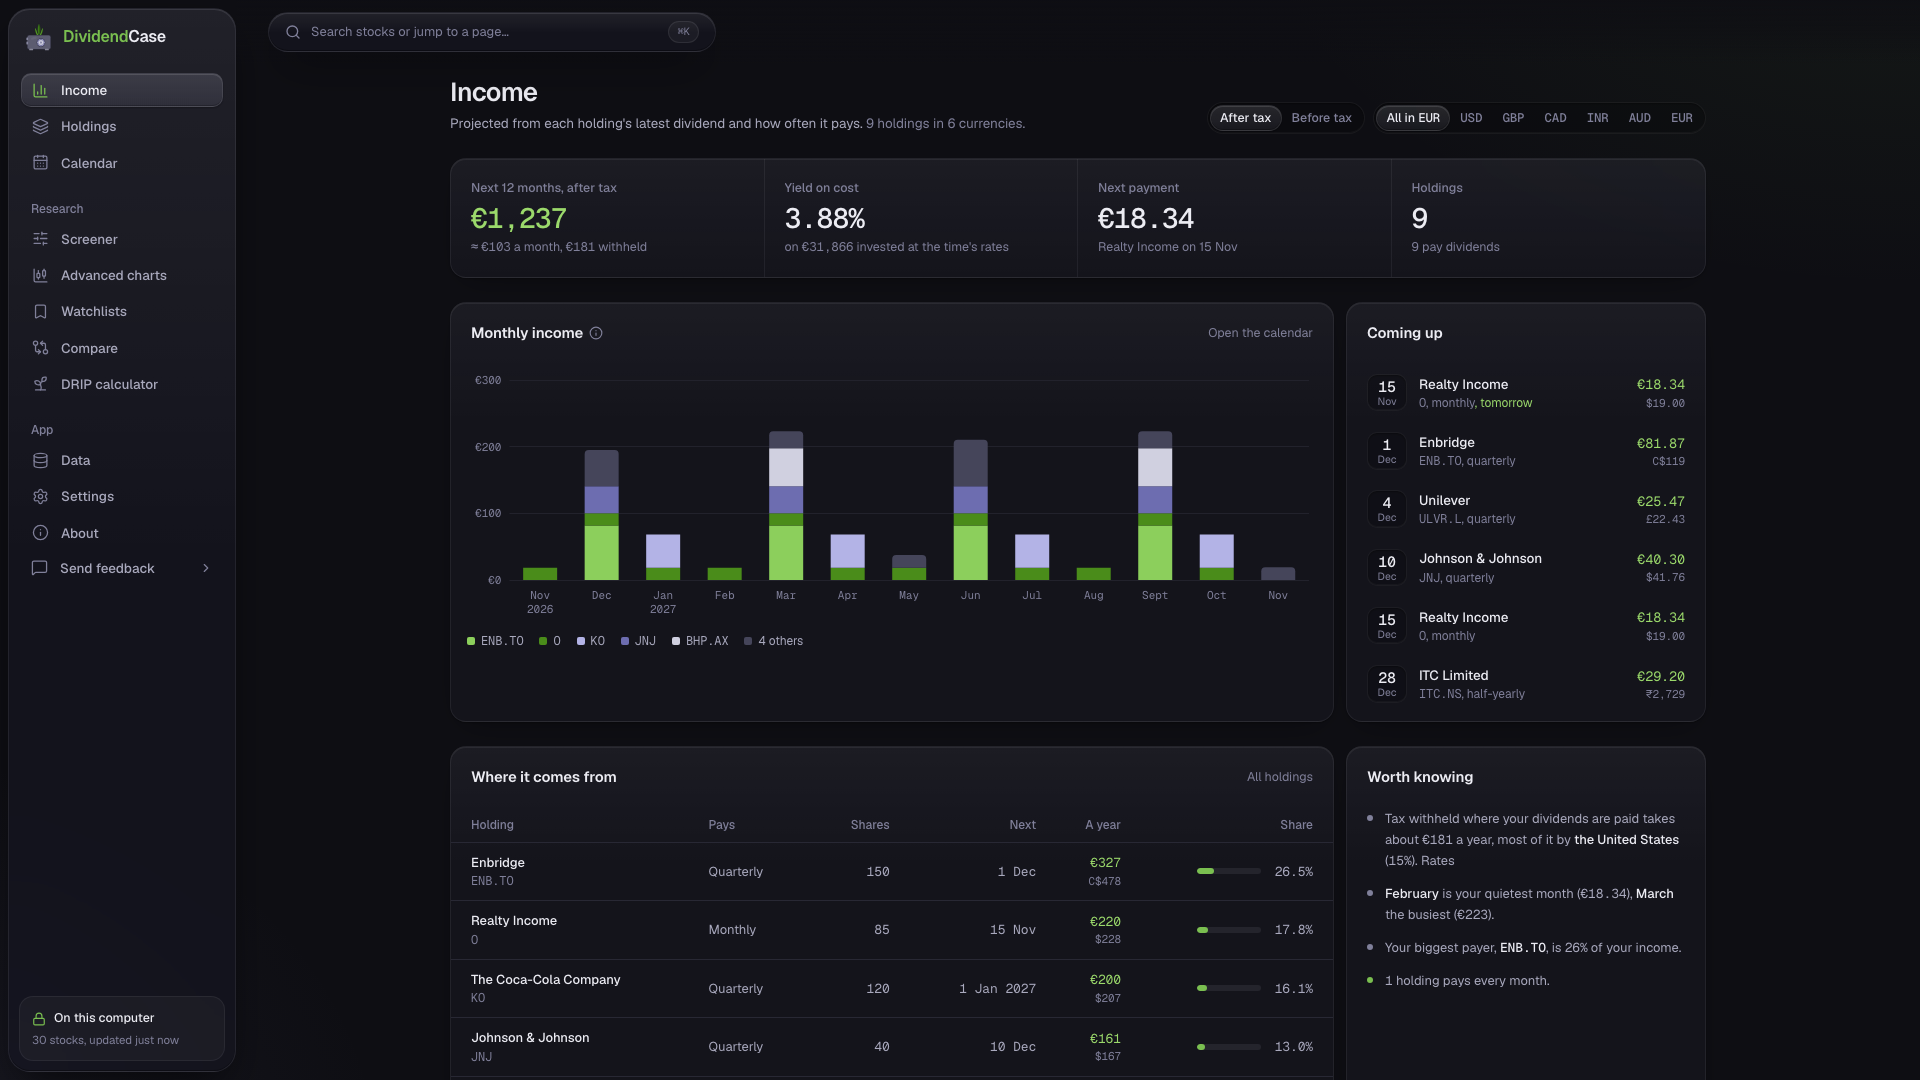 DividendCase
Search stocks or jump to a page…
⌘K
Income
Holdings
Calendar
Research
Screener
Advanced charts
Watchlists
Compare
DRIP calculator
App
Data
Settings
About
Send feedback
On this computer
30 stocks, updated just now
Income
Projected from each holding's latest dividend and how often it pays. 9 holdings in 6 currencies.
After tax Before tax
All in EUR USD GBP CAD INR AUD EUR
Next 12 months, after tax
€1,237
≈ €103 a month, €181 withheld
Yield on cost
3.88%
on €31,866 invested at the time's rates
Next payment
€18.34
Realty Income on 15 Nov
Holdings
9
9 pay dividends
Monthly income
Open the calendar
€300
€200
€100
€0
Nov Dec Jan Feb Mar Apr May Jun Jul Aug Sept Oct Nov
2026 2027
ENB.TO O KO JNJ BHP.AX 4 others
Coming up
15 Nov
Realty Income €18.34
O, monthly, tomorrow $19.00
1 Dec
Enbridge €81.87
ENB.TO, quarterly C$119
4 Dec
Unilever €25.47
ULVR.L, quarterly £22.43
10 Dec
Johnson & Johnson €40.30
JNJ, quarterly $41.76
15 Dec
Realty Income €18.34
O, monthly $19.00
28 Dec
ITC Limited €29.20
ITC.NS, half-yearly ₹2,729
Where it comes from
All holdings
Holding Pays Shares Next A year Share
Enbridge €327
ENB.TO Quarterly 150 1 Dec C$478 26.5%
Realty Income €220
O Monthly 85 15 Nov $228 17.8%
The Coca-Cola Company €200
KO Quarterly 120 1 Jan 2027 $207 16.1%
Johnson & Johnson €161
JNJ Quarterly 40 10 Dec $167 13.0%
Worth knowing
Tax withheld where your dividends are paid takes
about €181 a year, most of it by the United States
(15%). Rates
February is your quietest month (€18.34), March
the busiest (€223).
Your biggest payer, ENB.TO, is 26% of your income.
1 holding pays every month.